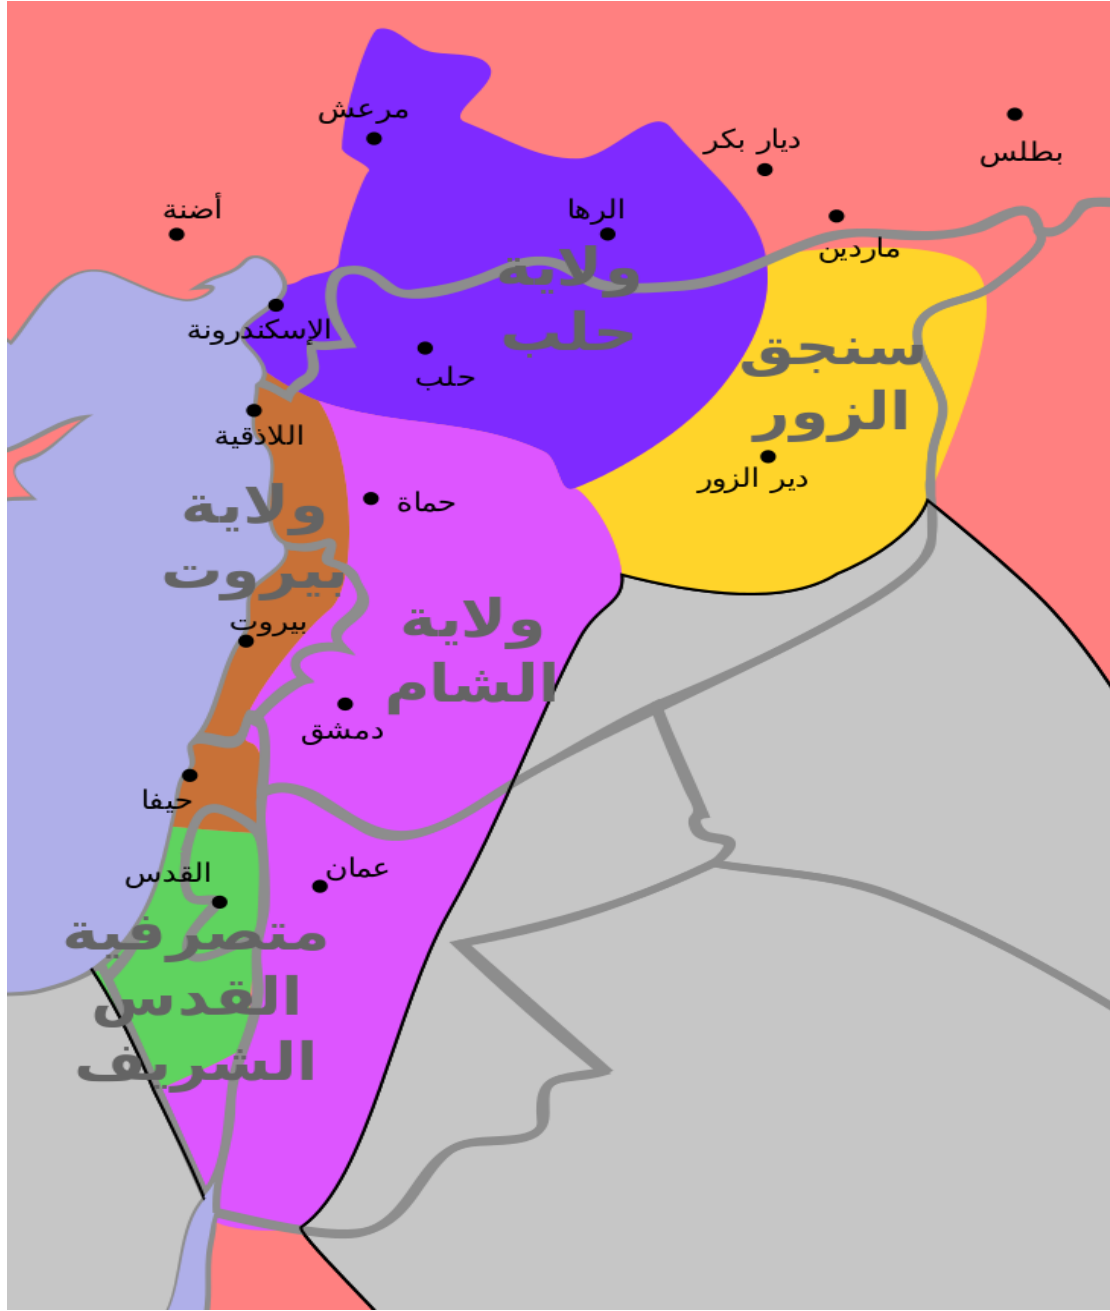 مرعش
ديار بكر
بطلس
أضنة
الرها
ماردين
ولاية
حلب
الإسكندرونة
حلب
سنجق
الزور
اللاذقية
دير الزور
حماة
ولاية
بيروت
بيروت
ولاية
الشام
دمشق
حيفا
القدس
عمان
متصرفية
القدس
الشريف